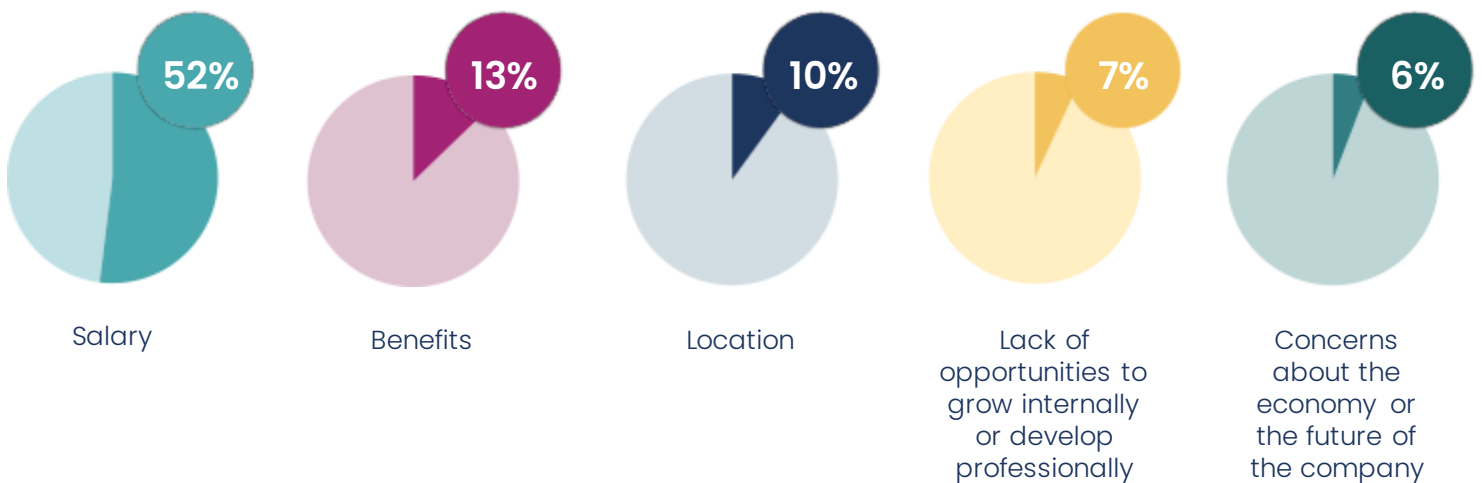 52%
13%
10%
7%
6%
Salary
Benefits
Location
Lack of
opportunities to
grow internally
or develop
professionally
Concerns
about the
economy or
the future of
the company